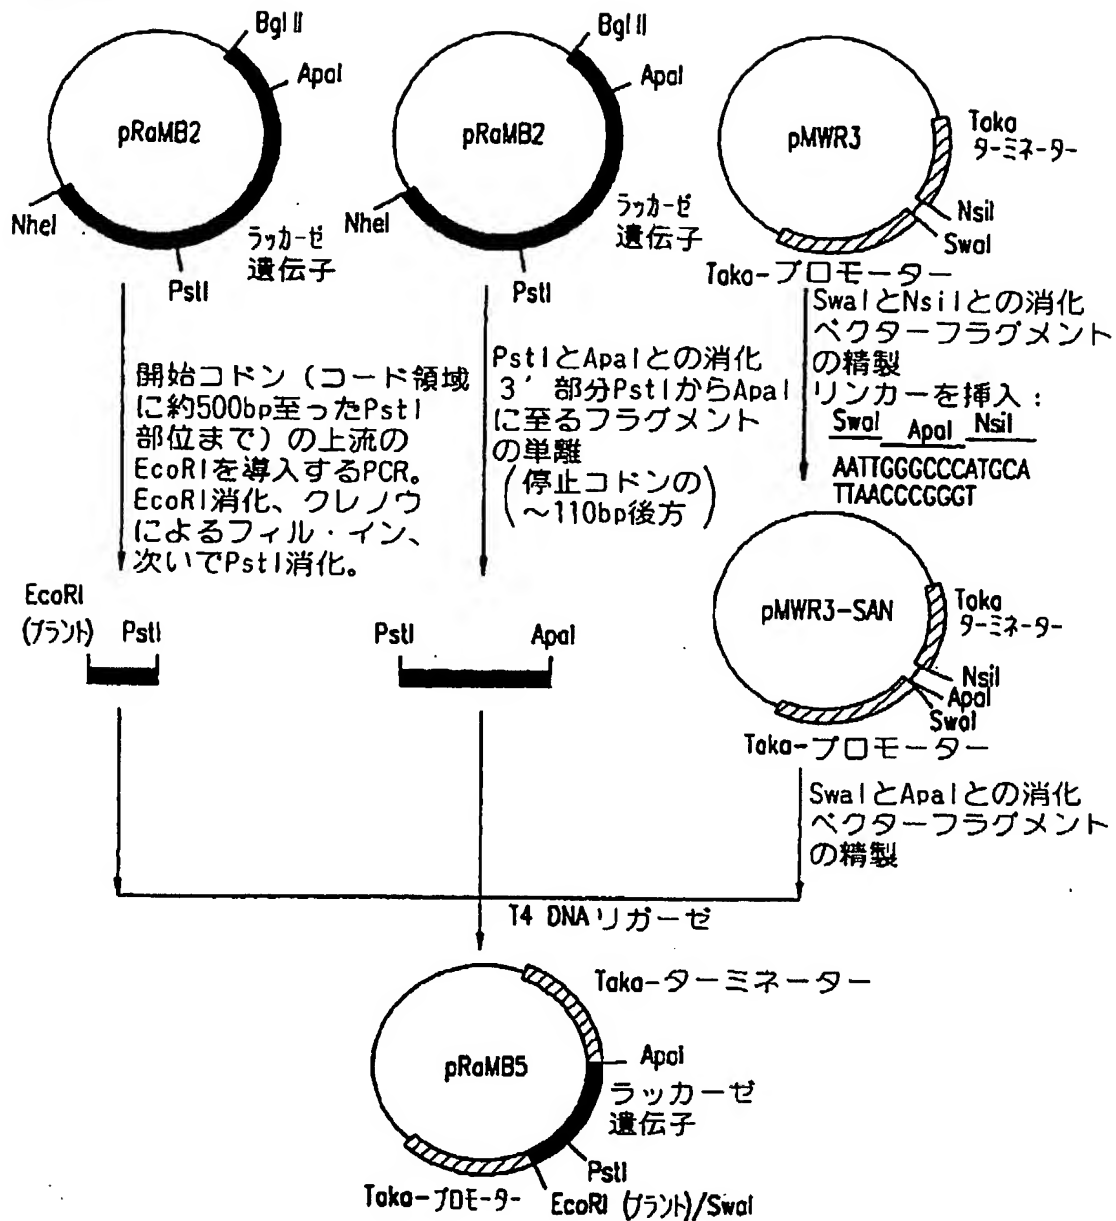 BglII
ApaI
pRaMB2
NheI
ラッカーゼ
遺伝子
PstI
BglII
ApaI
pRaMB2
NheI
ラッカーゼ
遺伝子
PstI
pMWR3
Taka
ターミネーター
NsiI
SwaI
Taka-プロモーター
開始コドン（コード領域
に約500bp至ったPstI
部位まで）の上流の
EcoRIを導入するPCR。
EcoRI消化、クレノウ
によるフィル・イン、
次いでPstI消化。
PstIとApaIとの消化
3'部分PstIからApaI
に至るフラグメント
の単離
（停止コドンの
～110bp後方）
SwaIとNsiIとの消化
ベクターフラグメント
の精製
リンカーを挿入：
SwaI ApaI NsiI
AATTGGGCCCATGCA
TTAACCCGGGT
EcoRI
(ブラント) PstI
PstI ApaI
pMWR3-SAN
Taka
ターミネーター
NsiI
ApaI
SwaI
Taka-プロモーター
SwaIとApaIとの消化
ベクターフラグメント
の精製
T4 DNAリガーゼ
pRaMB5
Taka-ターミネーター
ApaI
ラッカーゼ
遺伝子
PstI
Taka-プロモーター
EcoRI (ブラント)/SwaI